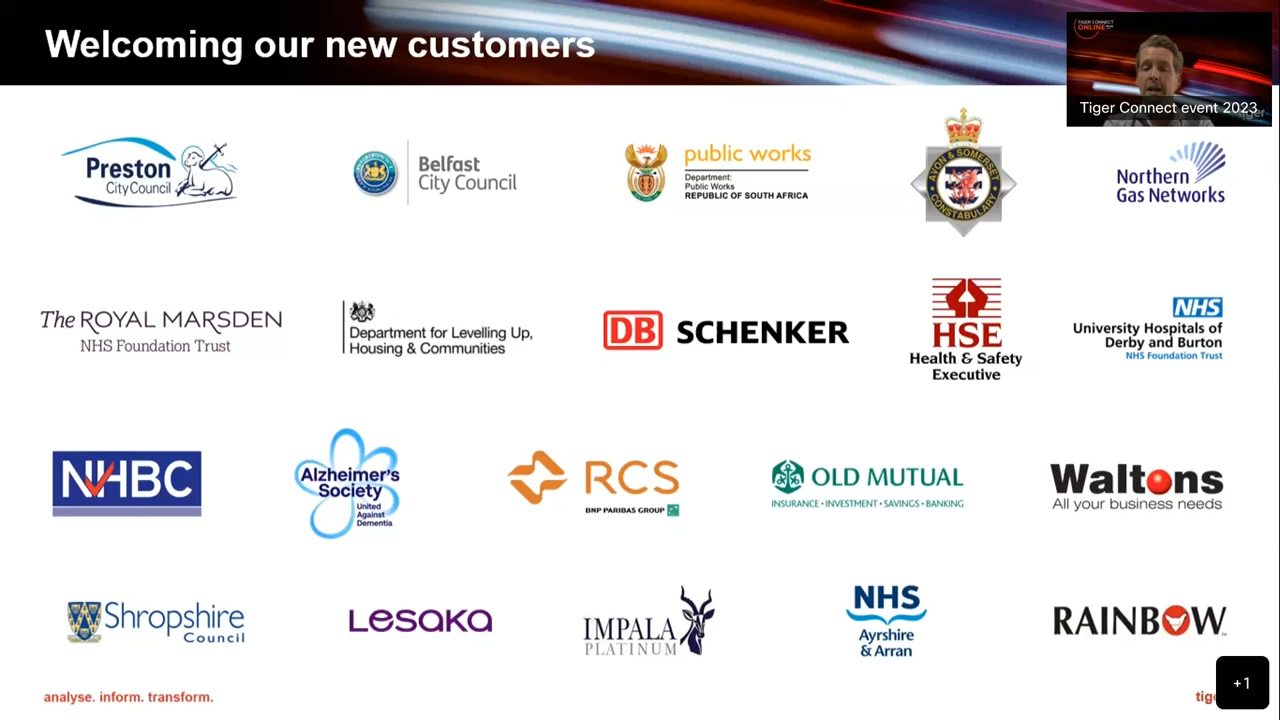 Welcoming our new customers
TIGER CONNECT
ONLINE
Tiger Connect event 2023
Preston
City Council
Belfast
City Council
public works
Department:
Public Works
REPUBLIC OF SOUTH AFRICA
AVON & SOMERSET
CONSTABULARY
Northern
Gas Networks
The ROYAL MARSDEN
NHS Foundation Trust
Department for Levelling Up,
Housing & Communities
DB SCHENKER
HSE
Health & Safety
Executive
NHS
University Hospitals of
Derby and Burton
NHS Foundation Trust
NHBC
Alzheimer's
Society
United
Against
Dementia
RCS
BNP PARIBAS GROUP
OLD MUTUAL
INSURANCE • INVESTMENT • SAVINGS • BANKING
Waltons
All your business needs
Shropshire
Council
Lesaka
IMPALA
PLATINUM
NHS
Ayrshire
& Arran
RAINBOW
analyse. inform. transform.
+1